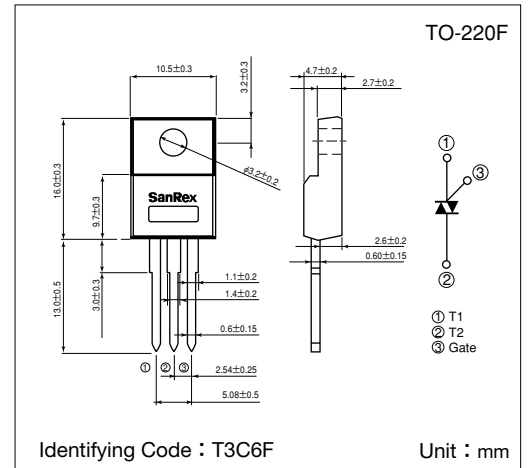 TO-220F
10.5±0.3
3.2±0.3
4.7±0.2
2.7±0.2
①
③
②
16.0±0.3
9.7±0.3
φ3.2±0.2
SanRex
2.6±0.2
0.60±0.15
13.0±0.5
3.0±0.3
1.1±0.2
1.4±0.2
0.6±0.15
① ② ③
2.54±0.25
5.08±0.5
① T1
② T2
③ Gate
Identifying Code：T3C6F
Unit：mm